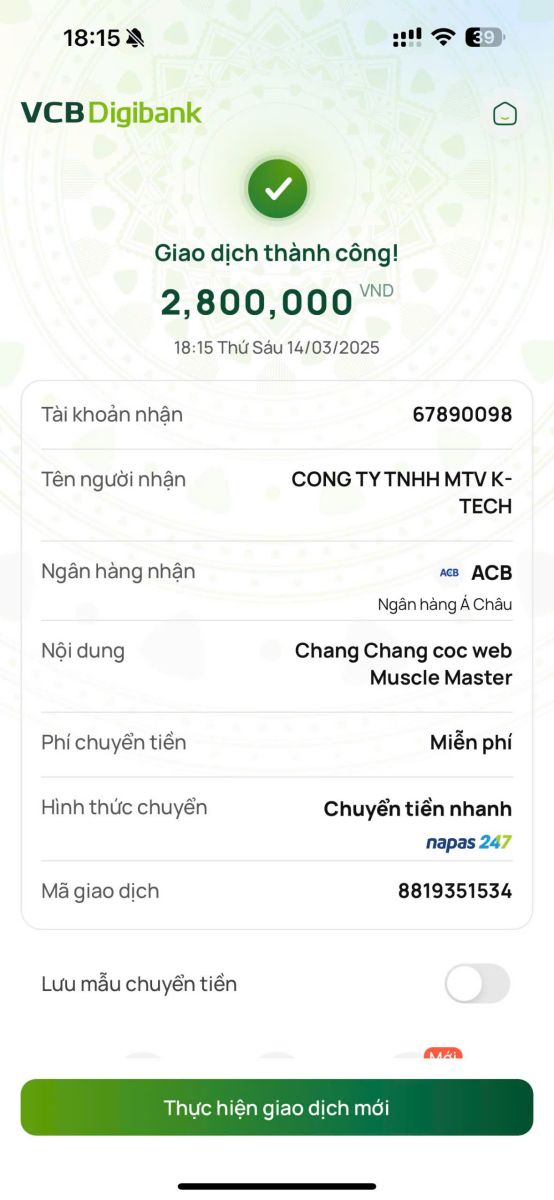 18:15
39
VCB Digibank
Giao dịch thành công!
2,800,000 VND
18:15 Thứ Sáu 14/03/2025
Tài khoản nhận 67890098
Tên người nhận CONG TY TNHH MTV K-
TECH
Ngân hàng nhận ACB ACB
Ngân hàng Á Châu
Nội dung Chang Chang coc web
Muscle Master
Phí chuyển tiền Miễn phí
Hình thức chuyển Chuyển tiền nhanh
napas 247
Mã giao dịch 8819351534
Lưu mẫu chuyển tiền
Mới
Thực hiện giao dịch mới